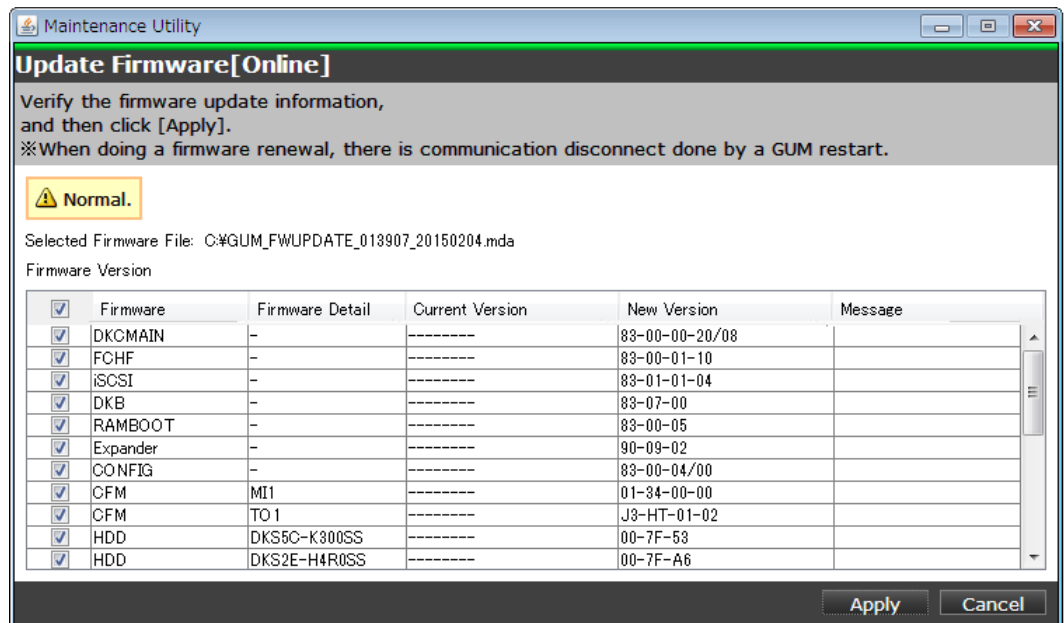 Maintenance Utility
Update Firmware[Online]
Verify the firmware update information,
and then click [Apply].
※When doing a firmware renewal, there is communication disconnect done by a GUM restart.
Normal.
Selected Firmware File: C:¥GUM_FWUPDATE_013907_20150204.mda
Firmware Version
Firmware Firmware Detail Current Version New Version Message
DKCMAIN - -------- 83-00-00-20/08
FCHF - -------- 83-00-01-10
iSCSI - -------- 83-01-01-04
DKB - -------- 83-07-00
RAMBOOT - -------- 83-00-05
Expander - -------- 90-09-02
CONFIG - -------- 83-00-04/00
CFM MI1 -------- 01-34-00-00
CFM TO1 -------- J3-HT-01-02
HDD DKS5C-K300SS -------- 00-7F-53
HDD DKS2E-H4R0SS -------- 00-7F-A6
Apply Cancel